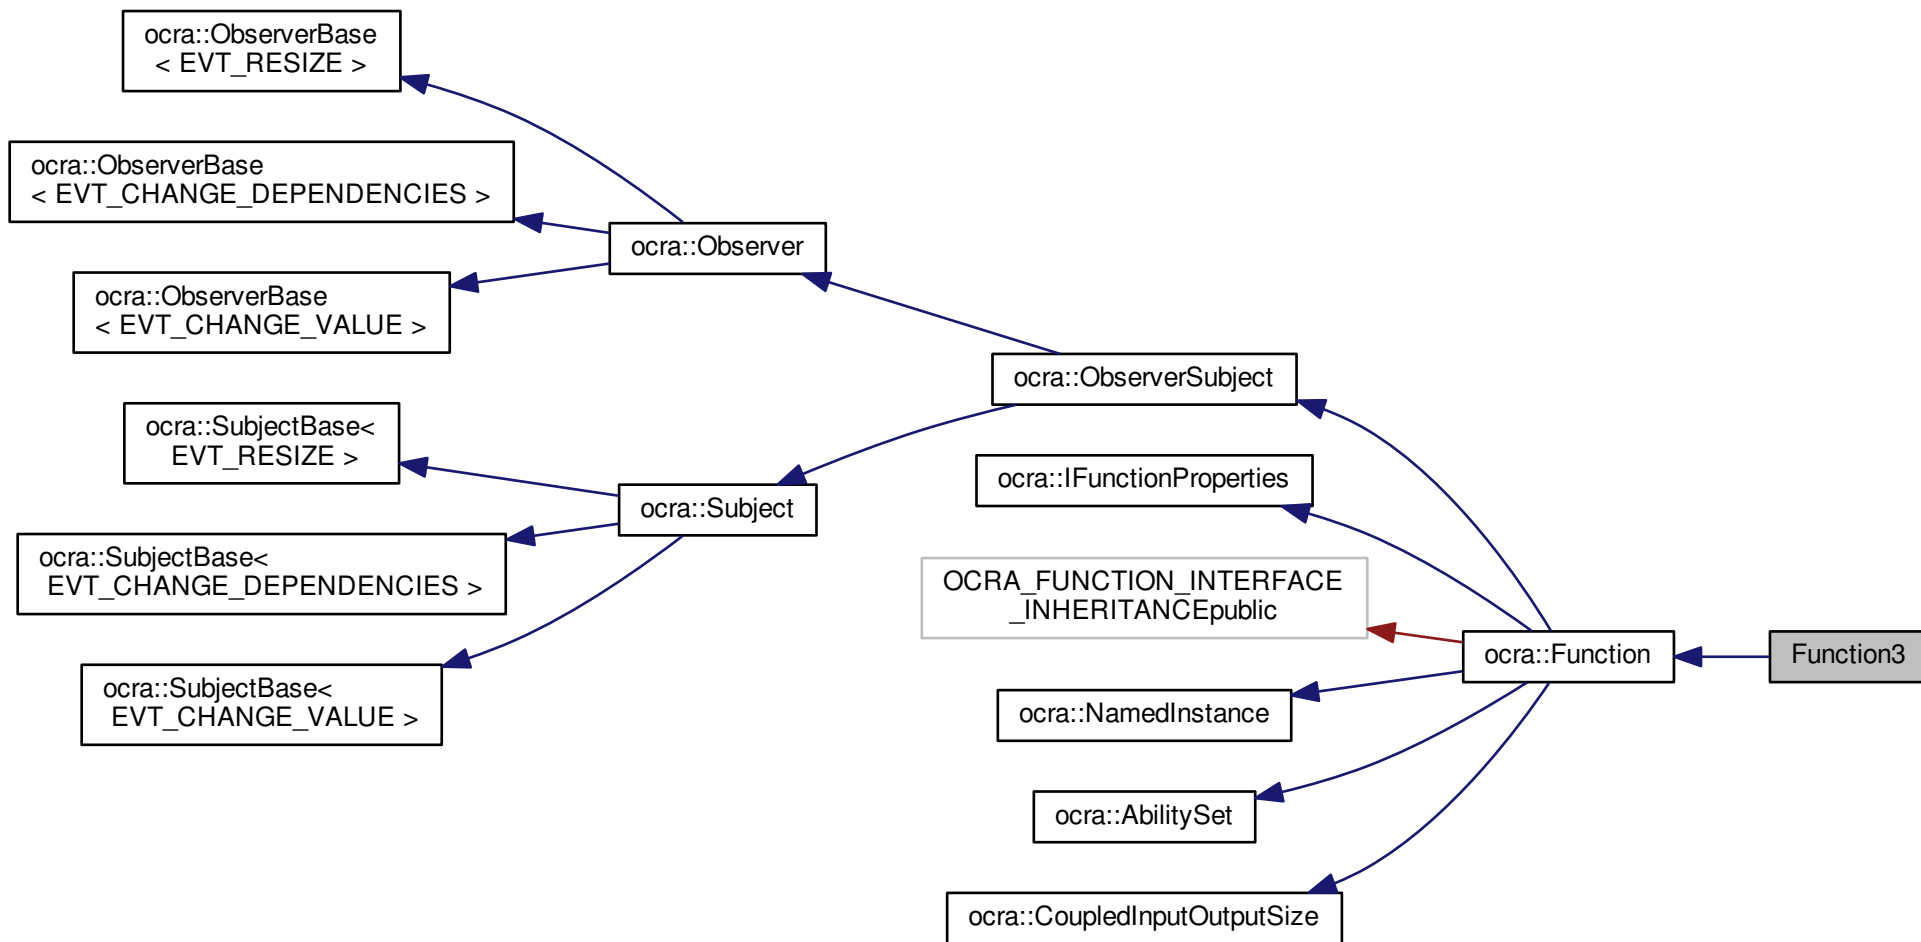 ocra::ObserverBase
< EVT_RESIZE >
ocra::ObserverBase
< EVT_CHANGE_DEPENDENCIES >
ocra::Observer
ocra::ObserverBase
< EVT_CHANGE_VALUE >
ocra::ObserverSubject
ocra::SubjectBase<
EVT_RESIZE >
ocra::IFunctionProperties
ocra::Subject
ocra::SubjectBase<
EVT_CHANGE_DEPENDENCIES >
OCRA_FUNCTION_INTERFACE
_INHERITANCEpublic
ocra::Function
Function3
ocra::SubjectBase<
EVT_CHANGE_VALUE >
ocra::NamedInstance
ocra::AbilitySet
ocra::CoupledInputOutputSize